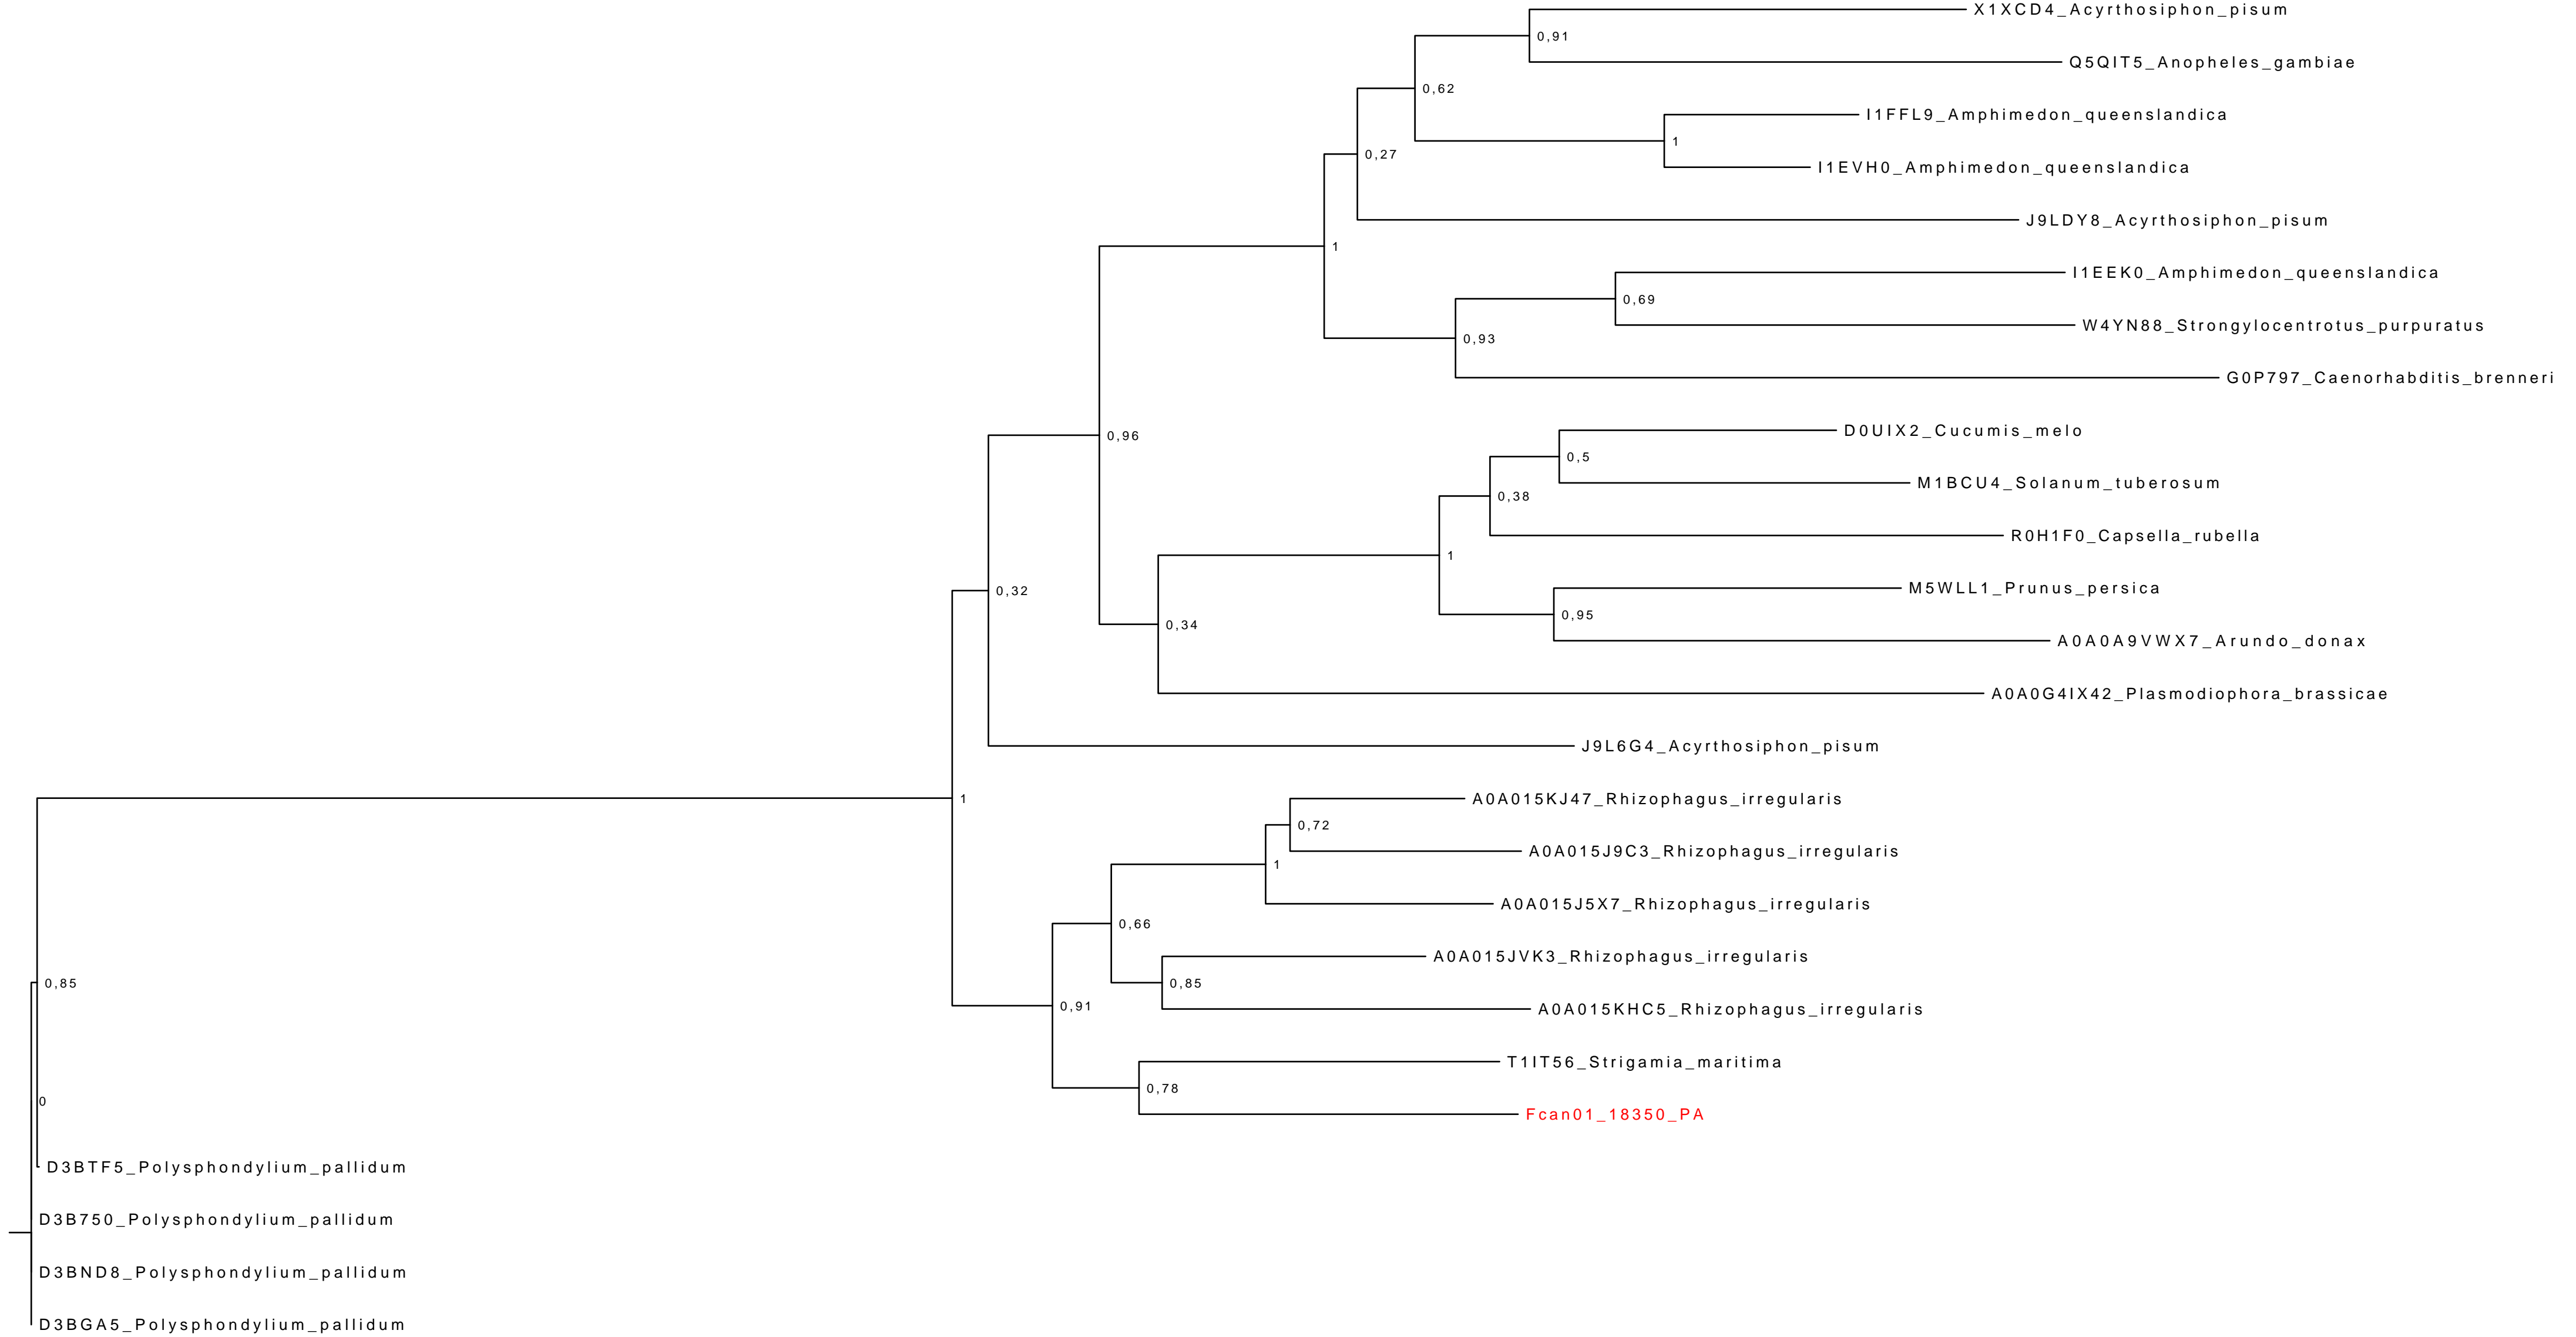 X1XCD4_Acyrthosiphon_pisum
0,91
Q5QIT5_Anopheles_gambiae
0,62
I1FFL9_Amphimedon_queenslandica
1
0,27
I1EVH0_Amphimedon_queenslandica
J9LDY8_Acyrthosiphon_pisum
1
I1EEK0_Amphimedon_queenslandica
0,69
W4YN88_Strongylocentrotus_purpuratus
0,93
G0P797_Caenorhabditis_brenneri
D0UIX2_Cucumis_melo
0,96
0,5
M1BCU4_Solanum_tuberosum
0,38
R0H1F0_Capsella_rubella
1
M5WLL1_Prunus_persica
0,32
0,95
0,34
A0A0A9VWX7_Arundo_donax
A0A0G4IX42_Plasmodiophora_brassicae
J9L6G4_Acyrthosiphon_pisum
1
A0A015KJ47_Rhizophagus_irregularis
0,72
A0A015J9C3_Rhizophagus_irregularis
1
A0A015J5X7_Rhizophagus_irregularis
0,66
A0A015JVK3_Rhizophagus_irregularis
0,85
0,85
0,91
A0A015KHC5_Rhizophagus_irregularis
T1IT56_Strigamia_maritima
0,78
0
Fcan01_18350_PA
D3BTF5_Polysphondylium_pallidum
D3B750_Polysphondylium_pallidum
D3BND8_Polysphondylium_pallidum
D3BGA5_Polysphondylium_pallidum